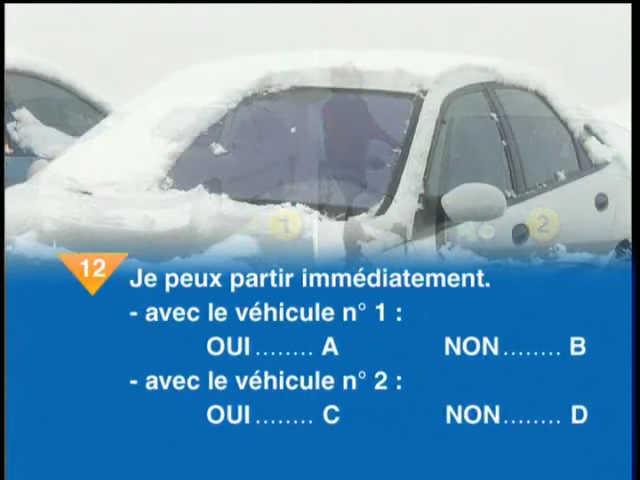 1
2
12
Je peux partir immédiatement.
- avec le véhicule n° 1 :
OUI ........ A NON ........ B
- avec le véhicule n° 2 :
OUI ........ C NON ........ D